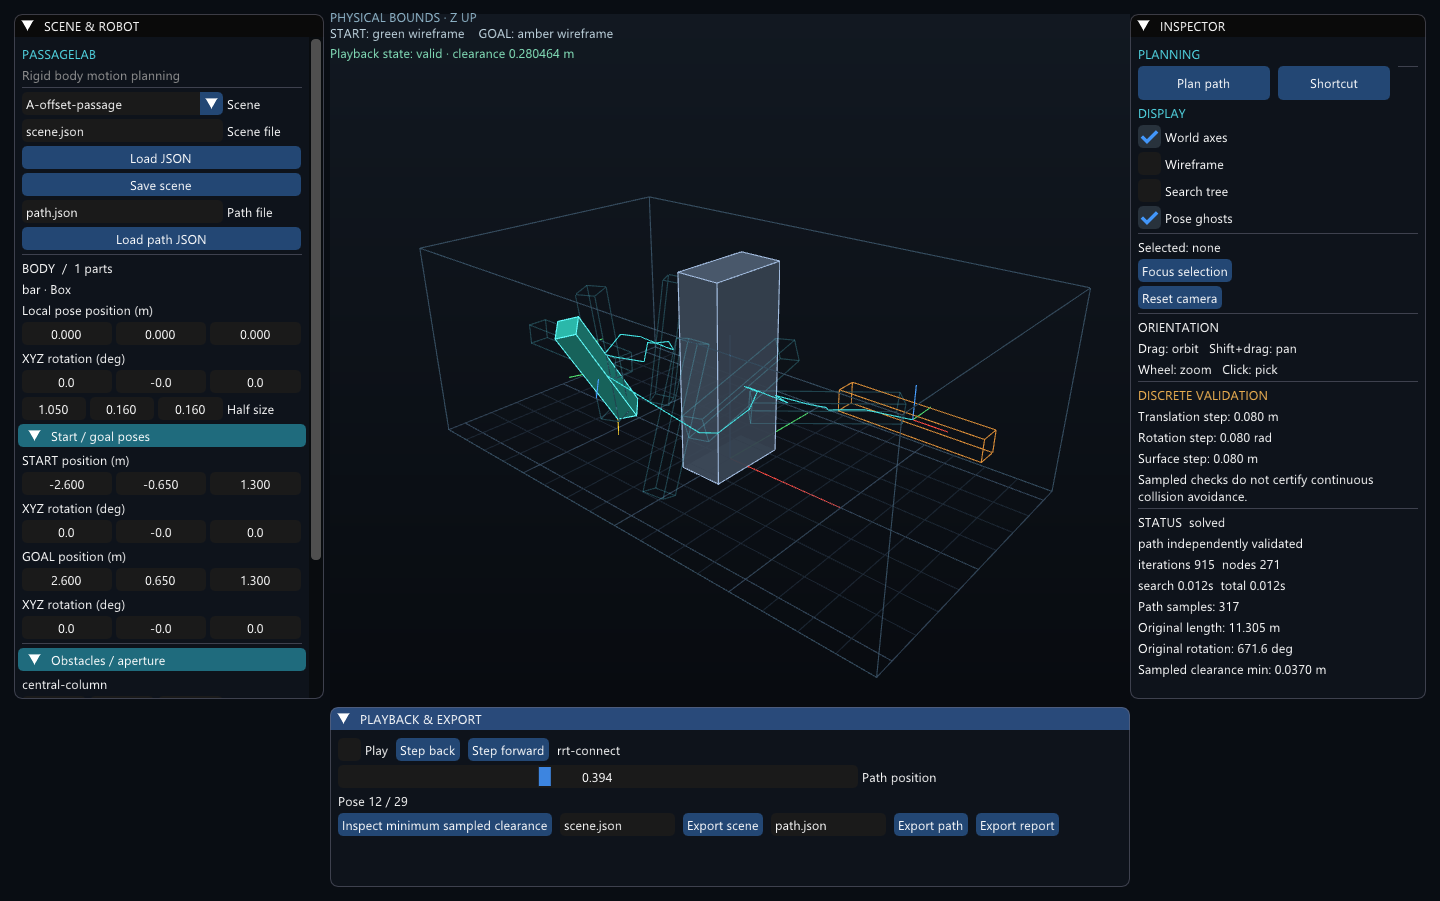 SCENE & ROBOT
PASSAGELAB
Rigid body motion planning
A-offset-passage Scene
scene.json Scene file
Load JSON
Save scene
path.json Path file
Load path JSON
BODY / 1 parts
bar · Box
Local pose position (m)
0.000 0.000 0.000
XYZ rotation (deg)
0.0 -0.0 0.0
1.050 0.160 0.160 Half size
Start / goal poses
START position (m)
-2.600 -0.650 1.300
XYZ rotation (deg)
0.0 -0.0 0.0
GOAL position (m)
2.600 0.650 1.300
XYZ rotation (deg)
0.0 -0.0 0.0
Obstacles / aperture
central-column
PHYSICAL BOUNDS · Z UP
START: green wireframe GOAL: amber wireframe
Playback state: valid · clearance 0.280464 m
PLAYBACK & EXPORT
Play Step back Step forward rrt-connect
0.394 Path position
Pose 12 / 29
Inspect minimum sampled clearance scene.json Export scene path.json Export path Export report
INSPECTOR
PLANNING
Plan path Shortcut
DISPLAY
World axes
Wireframe
Search tree
Pose ghosts
Selected: none
Focus selection
Reset camera
ORIENTATION
Drag: orbit Shift+drag: pan
Wheel: zoom Click: pick
DISCRETE VALIDATION
Translation step: 0.080 m
Rotation step: 0.080 rad
Surface step: 0.080 m
Sampled checks do not certify continuous
collision avoidance.
STATUS solved
path independently validated
iterations 915 nodes 271
search 0.012s total 0.012s
Path samples: 317
Original length: 11.305 m
Original rotation: 671.6 deg
Sampled clearance min: 0.0370 m